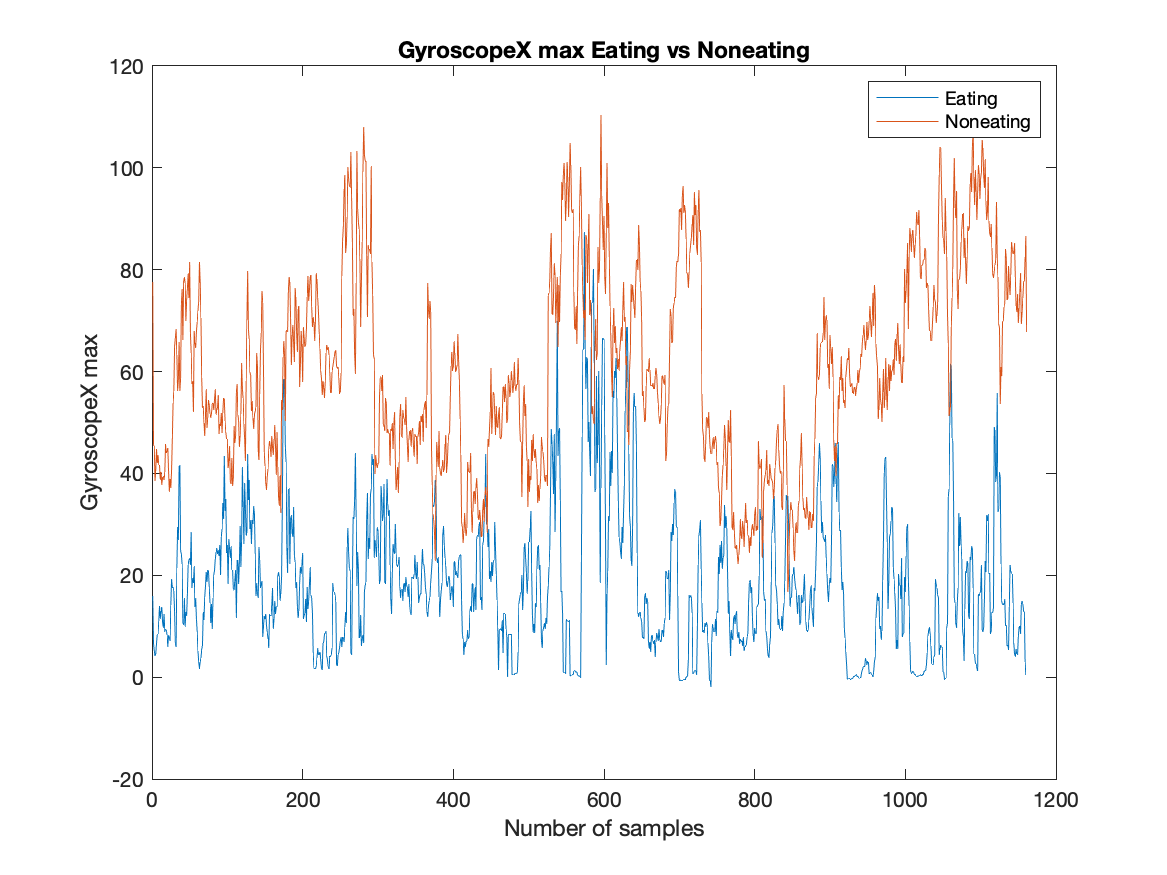 GyroscopeX max Eating vs Noneating
120
100
80
60
40
20
0
-20
GyroscopeX max
Eating
Noneating
0 200 400 600 800 1000 1200
Number of samples